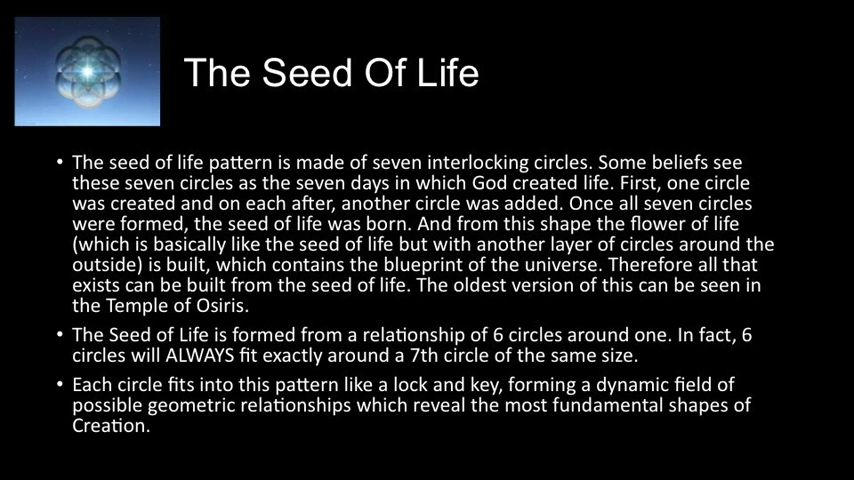 The Seed Of Life
• The seed of life pattern is made of seven interlocking circles. Some beliefs see
these seven circles as the seven days in which God created life. First, one circle
was created and on each after, another circle was added. Once all seven circles
were formed, the seed of life was born. And from this shape the flower of life
(which is basically like the seed of life but with another layer of circles around the
outside) is built, which contains the blueprint of the universe. Therefore all that
exists can be built from the seed of life. The oldest version of this can be seen in
the Temple of Osiris.
• The Seed of Life is formed from a relationship of 6 circles around one. In fact, 6
circles will ALWAYS fit exactly around a 7th circle of the same size.
• Each circle fits into this pattern like a lock and key, forming a dynamic field of
possible geometric relationships which reveal the most fundamental shapes of
Creation.